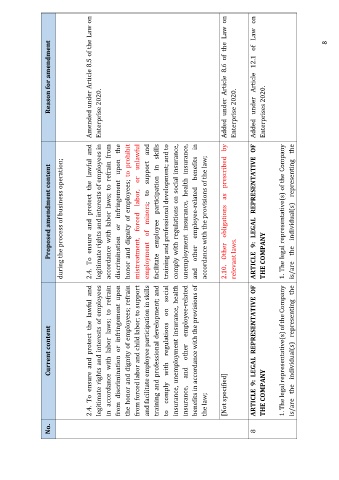 No.
Current content
Proposed amendment content
Reason for amendment
during the process of business operation;
2.4. To ensure and protect the lawful and
legitimate rights and interests of employees
in accordance with labor laws; to refrain
from discrimination or infringement upon
the honor and dignity of employees; refrain
from forced labor and child labor; to support
and facilitate employee participation in skills
training and professional development; and
to comply with regulations on social
insurance, unemployment insurance, health
insurance, and other employee-related
benefits in accordance with the provisions of
the law;
2.4. To ensure and protect the lawful and
legitimate rights and interests of employees in
accordance with labor laws; to refrain from
discrimination or infringement upon the
honor and dignity of employees; to prohibit
mistreatment, forced labor, or unlawful
employment of minors; to support and
facilitate employee participation in skills
training and professional development; and to
comply with regulations on social insurance,
unemployment insurance, health insurance,
and other employee-related benefits in
accordance with the provisions of the law;
Amended under Article 8.5 of the Law on
Enterprise 2020.
[Not specified]
2.10. Other obligations as prescribed by
relevant laws.
Added under Article 8.6 of the Law on
Enterprise 2020.
8
ARTICLE 9: LEGAL REPRESENTATIVE OF
THE COMPANY
1. The legal representative(s) of the Company
is/are the individual(s) representing the
ARTICLE 9: LEGAL REPRESENTATIVE OF
THE COMPANY
1. The legal representative(s) of the Company
is/are the individual(s) representing the
Added under Article 12.1 of Law on
Enterprises 2020.
8